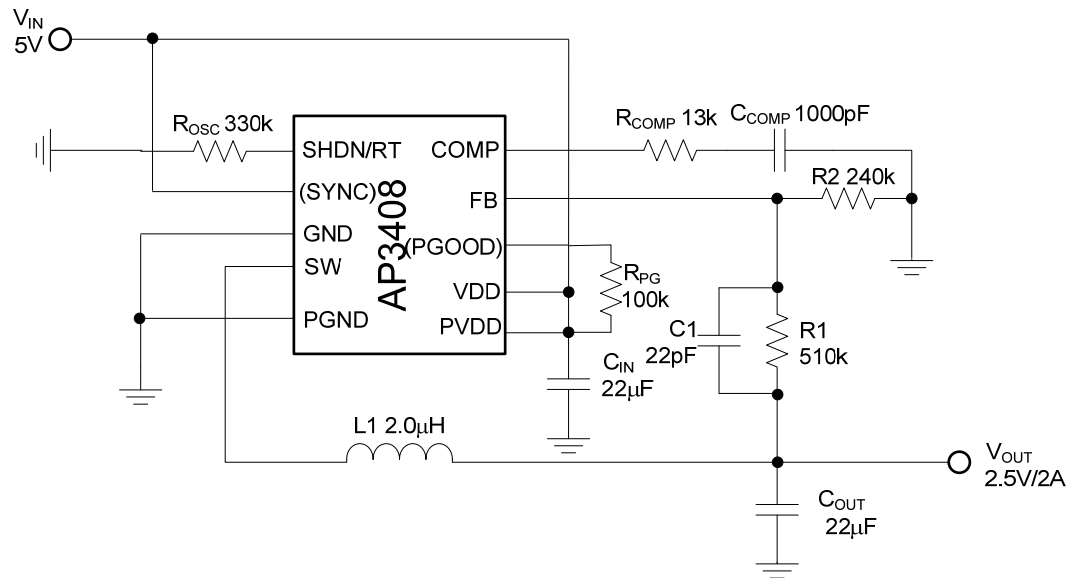 VIN
5V
ROSC 330k
RCOMP 13k
CCOMP 1000pF
SHDN/RT
(SYNC)
GND
SW
PGND
AP3408
COMP
FB
(PGOOD)
VDD
PVDD
R2 240k
RPG
100k
CIN
22μF
C1
22pF
R1
510k
L1 2.0μH
VOUT
2.5V/2A
COUT
22μF